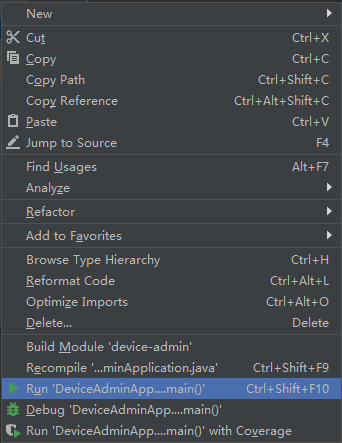 New
Cut Ctrl+X
Copy Ctrl+C
Copy Path Ctrl+Shift+C
Copy Reference Ctrl+Alt+Shift+C
Paste Ctrl+V
Jump to Source F4
Find Usages Alt+F7
Analyze
Refactor
Add to Favorites
Browse Type Hierarchy Ctrl+H
Reformat Code Ctrl+Alt+L
Optimize Imports Ctrl+Alt+O
Delete... Delete
Build Module 'device-admin'
Recompile '...minApplication.java' Ctrl+Shift+F9
Run 'DeviceAdminApp....main()' Ctrl+Shift+F10
Debug 'DeviceAdminApp....main()'
Run 'DeviceAdminApp....main()' with Coverage